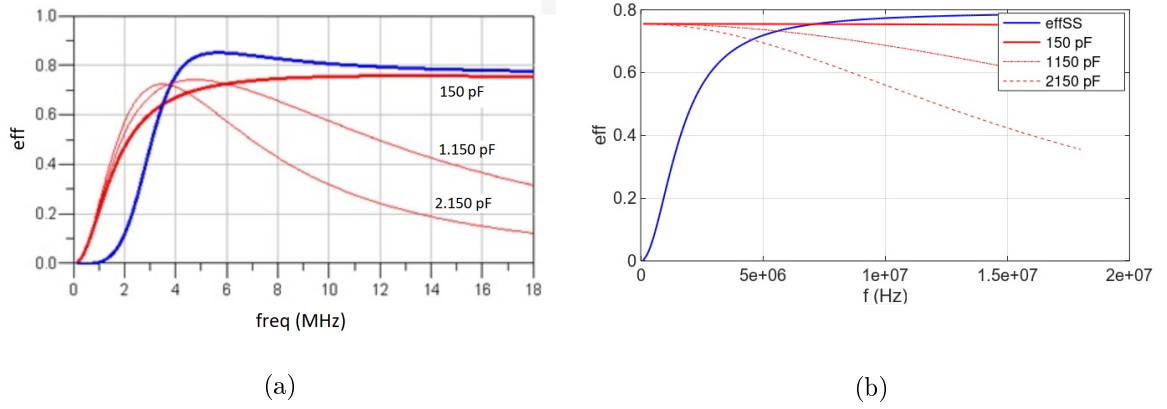 1.0
0.8
0.6
0.4
0.2
0.0
eff
150 pF
1.150 pF
2.150 pF
0 2 4 6 8 10 12 14 16 18
freq (MHz)
(a)
0.8
0.6
0.4
0.2
0
eff
effSS
150 pF
1150 pF
2150 pF
0 5e+06 1e+07 1.5e+07 2e+07
f (Hz)
(b)